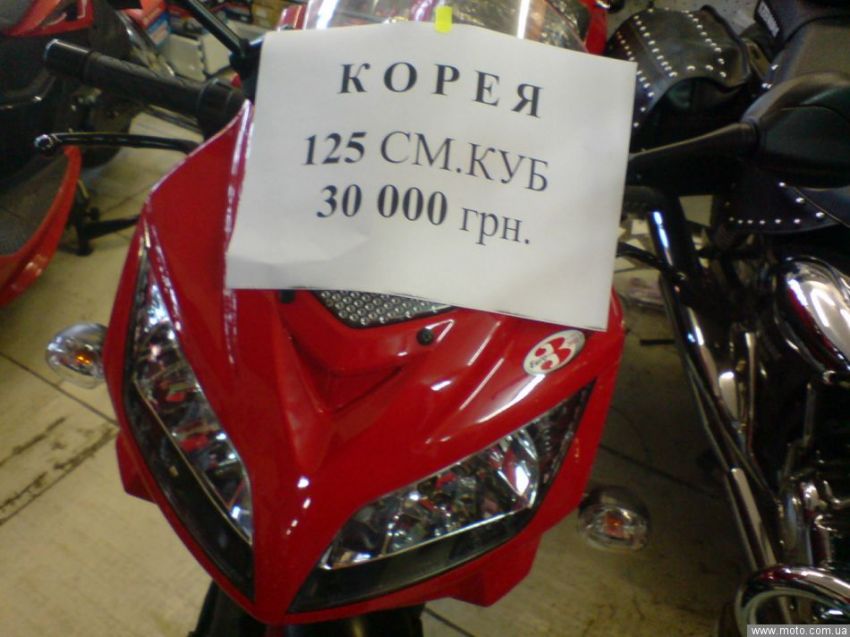 КОРЕЯ
125 СМ.КУБ
30 000 грн.
www.moto.com.ua